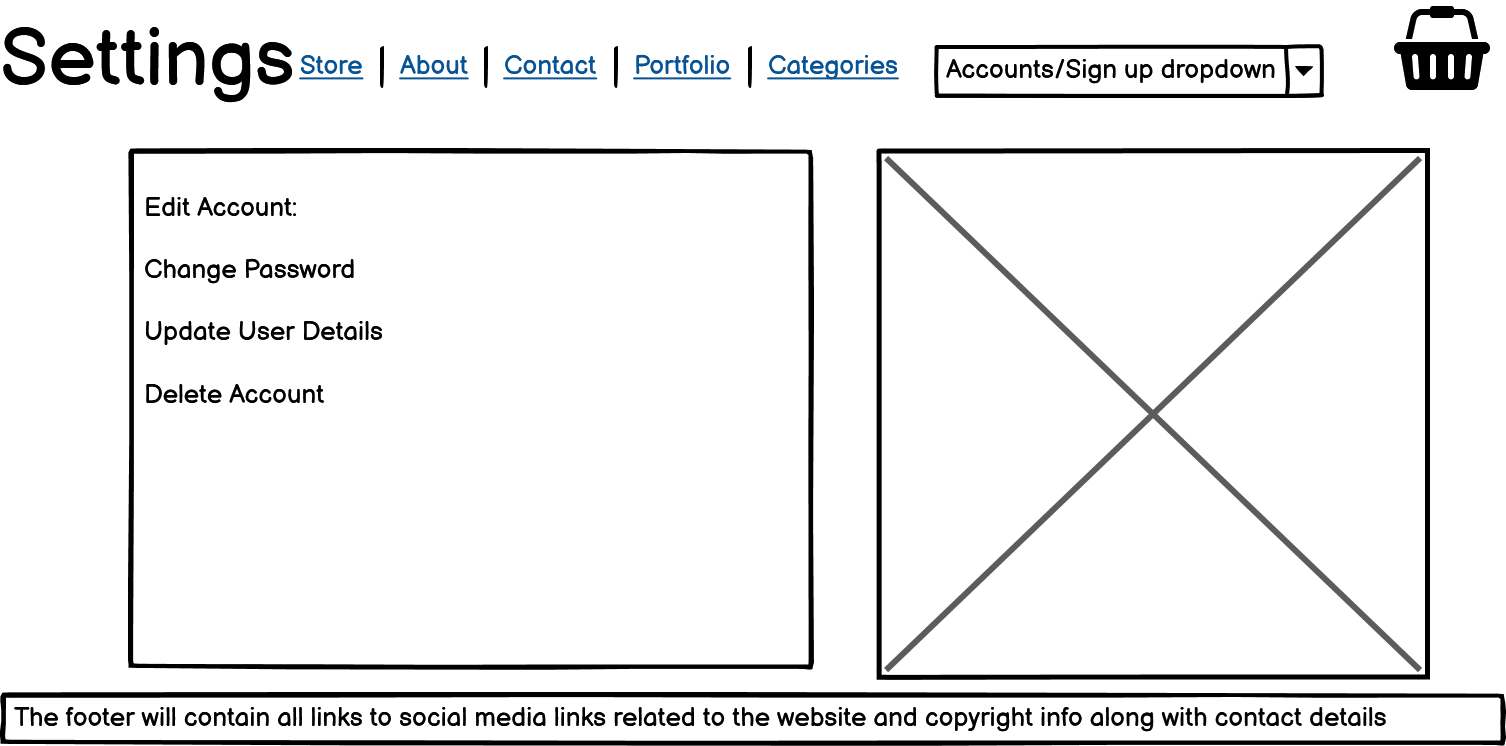 Settings Store | About | Contact | Portfolio | Categories Accounts/Sign up dropdown
Edit Account:
Change Password
Update User Details
Delete Account
The footer will contain all links to social media links related to the website and copyright info along with contact details